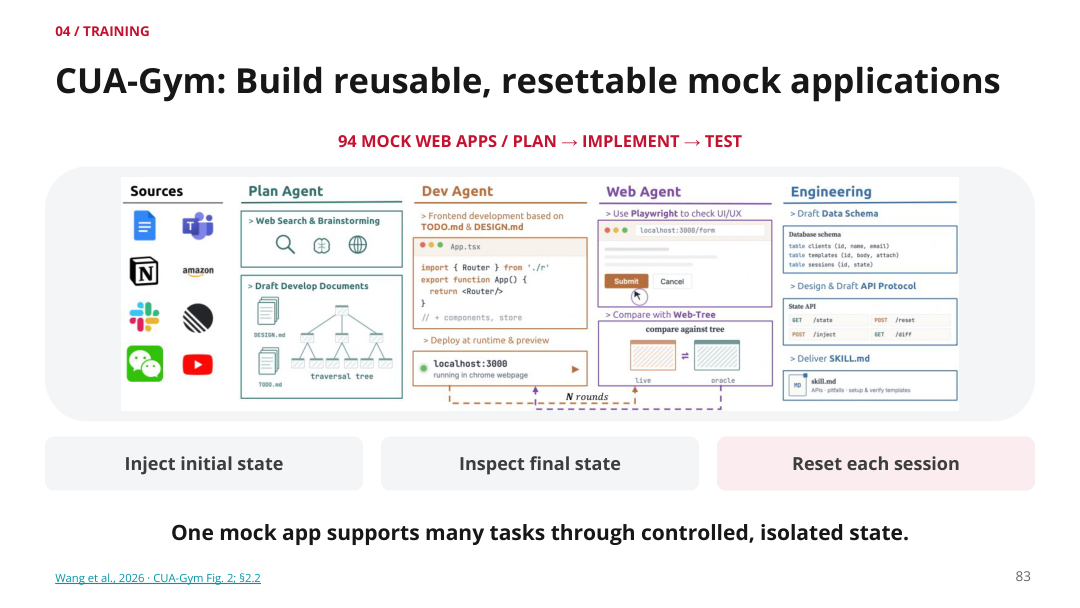 04 / TRAINING
CUA-Gym: Build reusable, resettable mock applications
94 MOCK WEB APPS / PLAN → IMPLEMENT → TEST
Sources
amazon
Plan Agent
> Web Search & Brainstorming
> Draft Develop Documents
DESIGN.md
TODO.md
traversal tree
Dev Agent
> Frontend development based on
TODO.md & DESIGN.md
App.tsx
import { Router } from './r'
export function App() {
return <Router/>
}
// + components, store
> Deploy at runtime & preview
localhost:3000
running in chrome webpage
Web Agent
> Use Playwright to check UI/UX
localhost:3000/form
Submit
Cancel
> Compare with Web-Tree
compare against tree
live
oracle
N rounds
Engineering
> Draft Data Schema
Database schema
table clients (id, name, email)
table templates (id, body, attach)
table sessions (id, state)
> Design & Draft API Protocol
State API
GET /state POST /reset
POST /inject GET /diff
> Deliver SKILL.md
MD
skill.md
APIs · pitfalls · setup & verify templates
Inject initial state
Inspect final state
Reset each session
One mock app supports many tasks through controlled, isolated state.
Wang et al., 2026 · CUA-Gym Fig. 2; §2.2
83